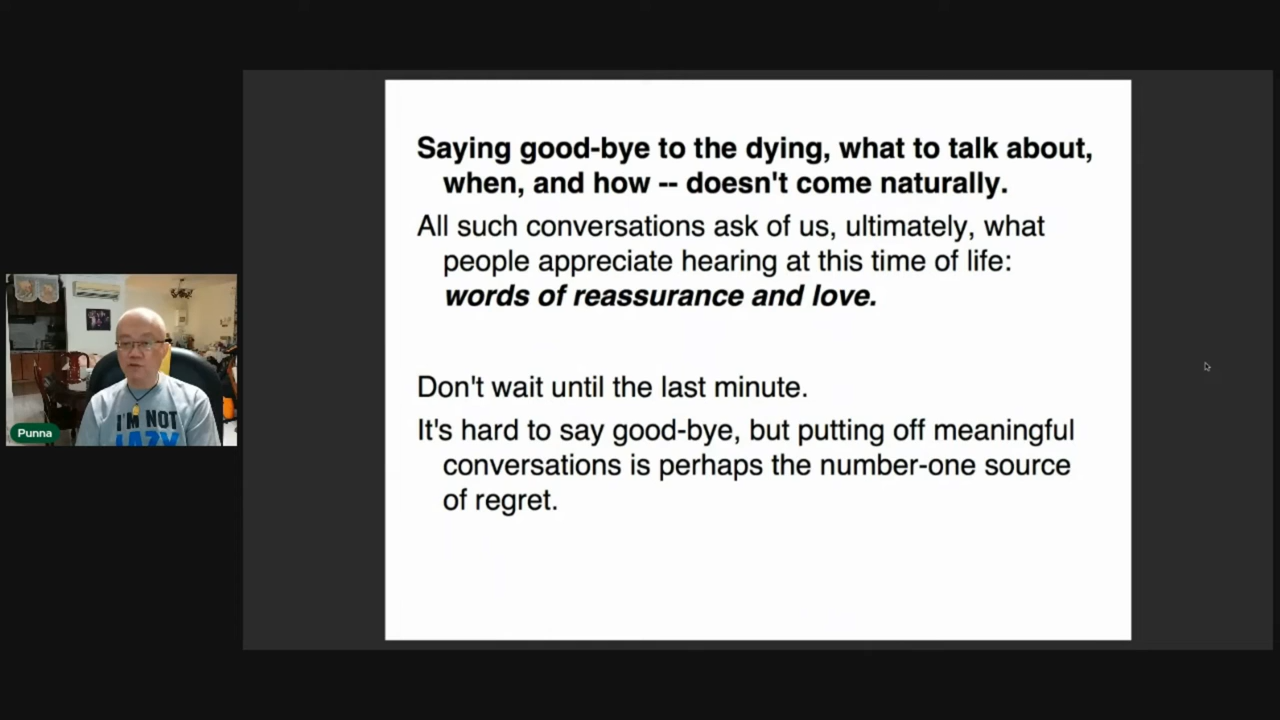 Saying good-bye to the dying, what to talk about,
when, and how -- doesn't come naturally.
All such conversations ask of us, ultimately, what
people appreciate hearing at this time of life:
words of reassurance and love.
Don't wait until the last minute.
It's hard to say good-bye, but putting off meaningful
conversations is perhaps the number-one source
of regret.
I'M NOT
LAZY
Punna